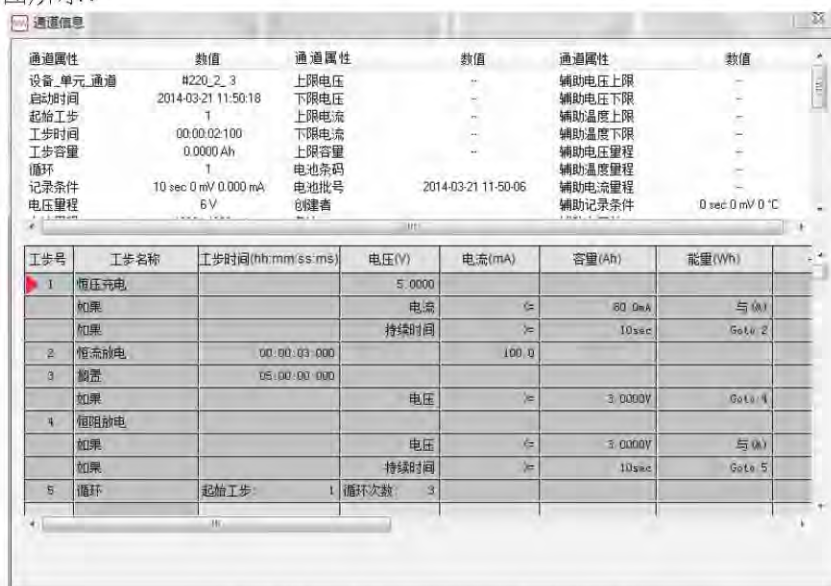 通道信息
通道属性 数值 通道属性 数值 通道属性 数值
设备_单元_通道 #220_2_3 上限电压 -- 辅助电压上限 --
启动时间 2014-03-21 11:50:18 下限电压 -- 辅助电压下限 --
起始工步 1 上限电流 -- 辅助温度上限 --
工步时间 00:00:02:100 下限电流 -- 辅助温度下限 --
工步容量 0.0000 Ah 上限容量 -- 辅助电压量程 --
循环 1 电池条码 辅助温度量程 --
记录条件 10 sec 0 mV 0.000 mA 电池批号 2014-03-21 11-50-06 辅助电流量程 --
电压量程 6 V 创建者 辅助记录条件 0 sec 0 mV 0 °C
工步号 工步名称 工步时间(hh:mm:ss:ms) 电压(V) 电流(mA) 容量(Ah) 能量(Wh)
1 恒压充电 5.0000
如果 电流 <= 80.0mA 与(&)
如果 持续时间 >= 10sec Goto 2
2 恒流放电 00:00:03:000 100.0
3 搁置 05:00:00:000
如果 电压 >= 3.0000V Goto 4
4 恒阻放电
如果 电压 <= 3.0000V 与(&)
如果 持续时间 >= 10sec Goto 5
5 循环 起始工步: 1 循环次数: 3